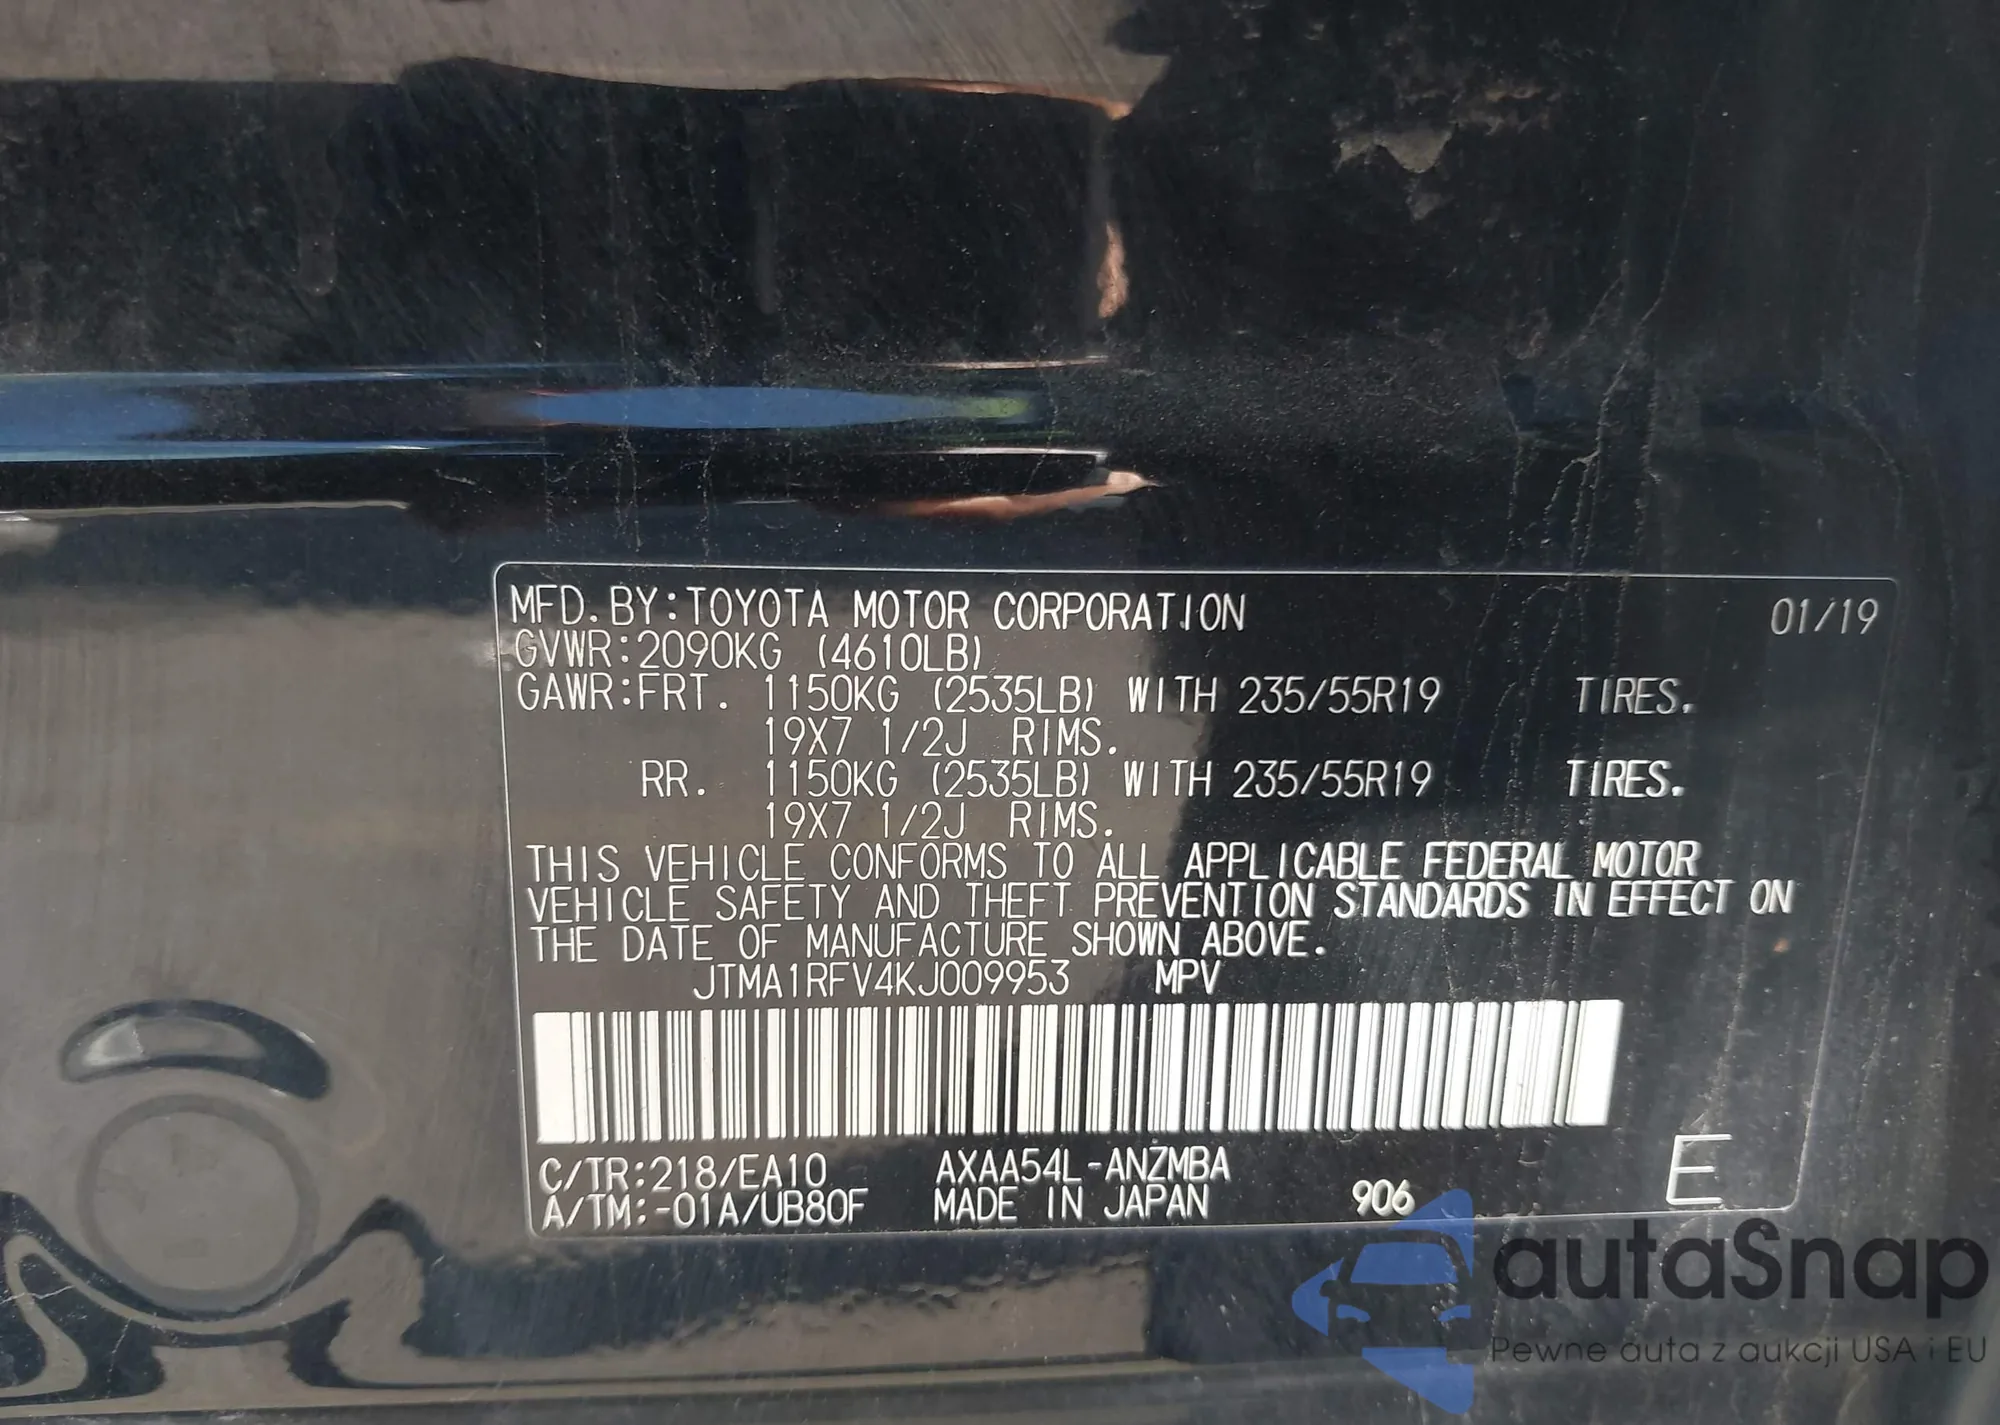 MFD. BY:TOYOTA MOTOR CORPORATION 01/19
GVWR:2090KG (4610LB)
GAWR:FRT. 1150KG (2535LB) WITH 235/55R19 TIRES.
19X7 1/2J RIMS.
RR. 1150KG (2535LB) WITH 235/55R19 TIRES.
19X7 1/2J RIMS.
THIS VEHICLE CONFORMS TO ALL APPLICABLE FEDERAL MOTOR
VEHICLE SAFETY AND THEFT PREVENTION STANDARDS IN EFFECT ON
THE DATE OF MANUFACTURE SHOWN ABOVE.
JTMA1RFV4KJ009953 MPV
C/TR:218/EA10 AXAA54L-ANZMBA E
A/TM:-01A/UB80F MADE IN JAPAN 906
autaSnap
Pewne auta z aukcji USA i EU